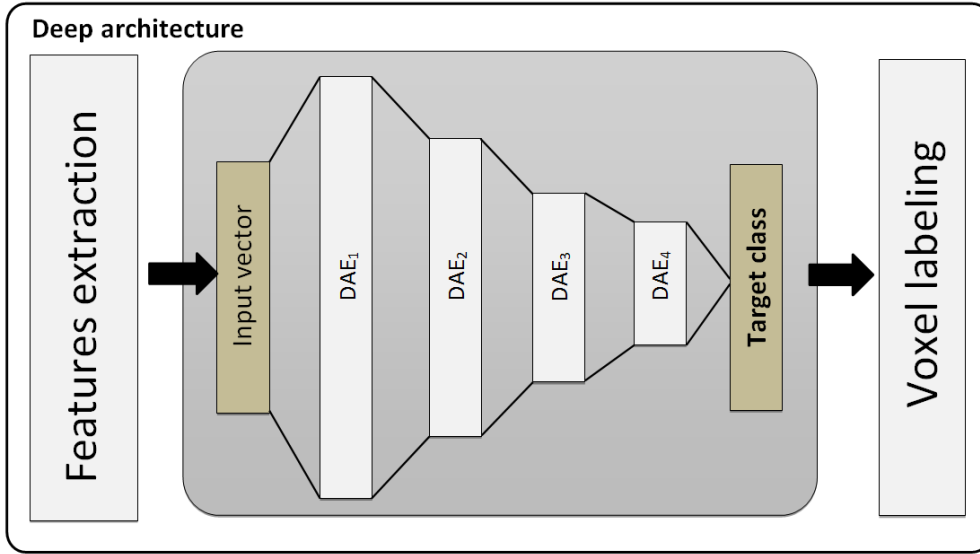 Deep architecture
Features extraction
Input vector
DAE₁
DAE₂
DAE₃
DAE₄
Target class
Voxel labeling